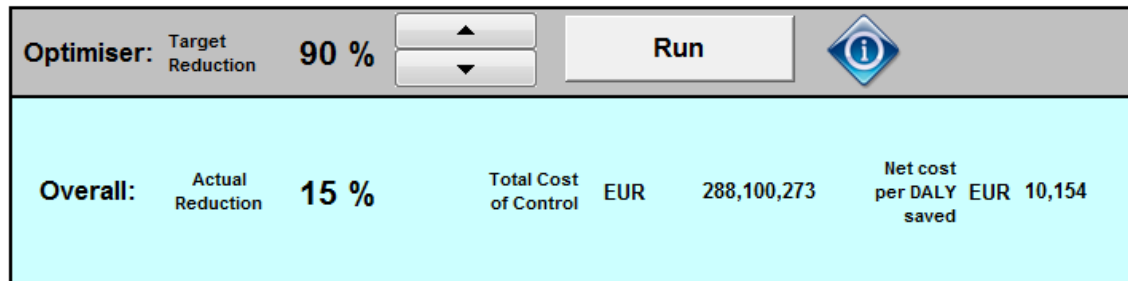 Optimiser: Target Reduction 90 % Run
Overall: Actual Reduction 15 % Total Cost of Control EUR 288,100,273 Net cost per DALY saved EUR 10,154